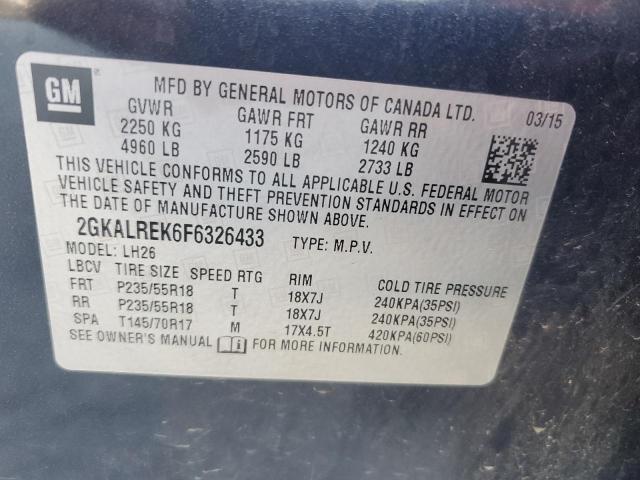 GM MFD BY GENERAL MOTORS OF CANADA LTD. 03/15
GVWR GAWR FRT GAWR RR
2250 KG 1175 KG 1240 KG
4960 LB 2590 LB 2733 LB
THIS VEHICLE CONFORMS TO ALL APPLICABLE U.S. FEDERAL MOTOR
VEHICLE SAFETY AND THEFT PREVENTION STANDARDS IN EFFECT ON
THE DATE OF MANUFACTURE SHOWN ABOVE.
2GKALREK6F6326433 TYPE: M.P.V.
MODEL: LH26
LBCV TIRE SIZE SPEED RTG RIM COLD TIRE PRESSURE
FRT P235/55R18 T 18X7J 240KPA(35PSI)
RR P235/55R18 T 18X7J 240KPA(35PSI)
SPA T145/70R17 M 17X4.5T 420KPA(60PSI)
SEE OWNER'S MANUAL FOR MORE INFORMATION.